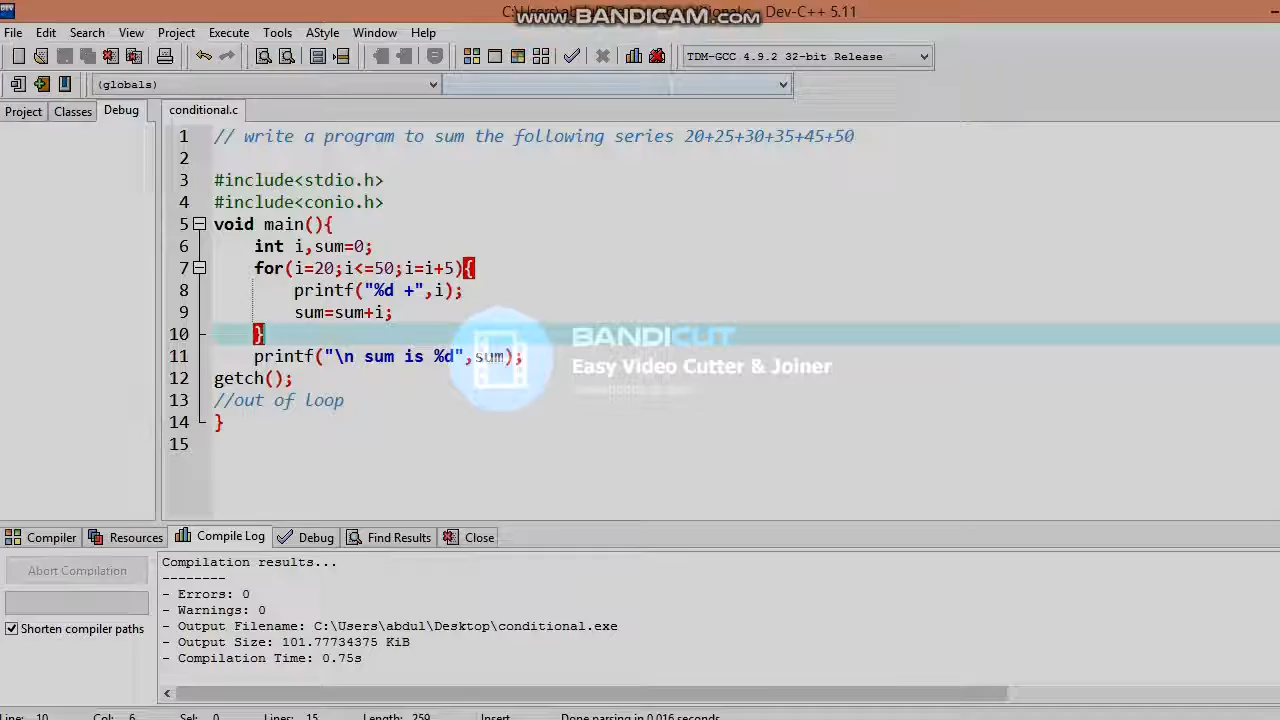 www.BANDICAM.com
Dev-C++ 5.11
File Edit Search View Project Execute Tools AStyle Window Help
TDM-GCC 4.9.2 32-bit Release
(globals)
Project Classes Debug conditional.c
1 // write a program to sum the following series 20+25+30+35+45+50
2
3 #include<stdio.h>
4 #include<conio.h>
5 void main(){
6 int i,sum=0;
7 for(i=20;i<=50;i=i+5){
8 printf("%d +",i);
9 sum=sum+i;
10 }
11 printf("\n sum is %d",sum);
12 getch();
13 //out of loop
14 }
15
BANDICUT
Easy Video Cutter & Joiner
Compiler Resources Compile Log Debug Find Results Close
Abort Compilation
Shorten compiler paths
Compilation results...
--------
- Errors: 0
- Warnings: 0
- Output Filename: C:\Users\abdul\Desktop\conditional.exe
- Output Size: 101.77734375 KiB
- Compilation Time: 0.75s
Line: 10 Col: 6 Sel: 0 Lines: 15 Length: 259 Insert Done parsing in 0.016 seconds